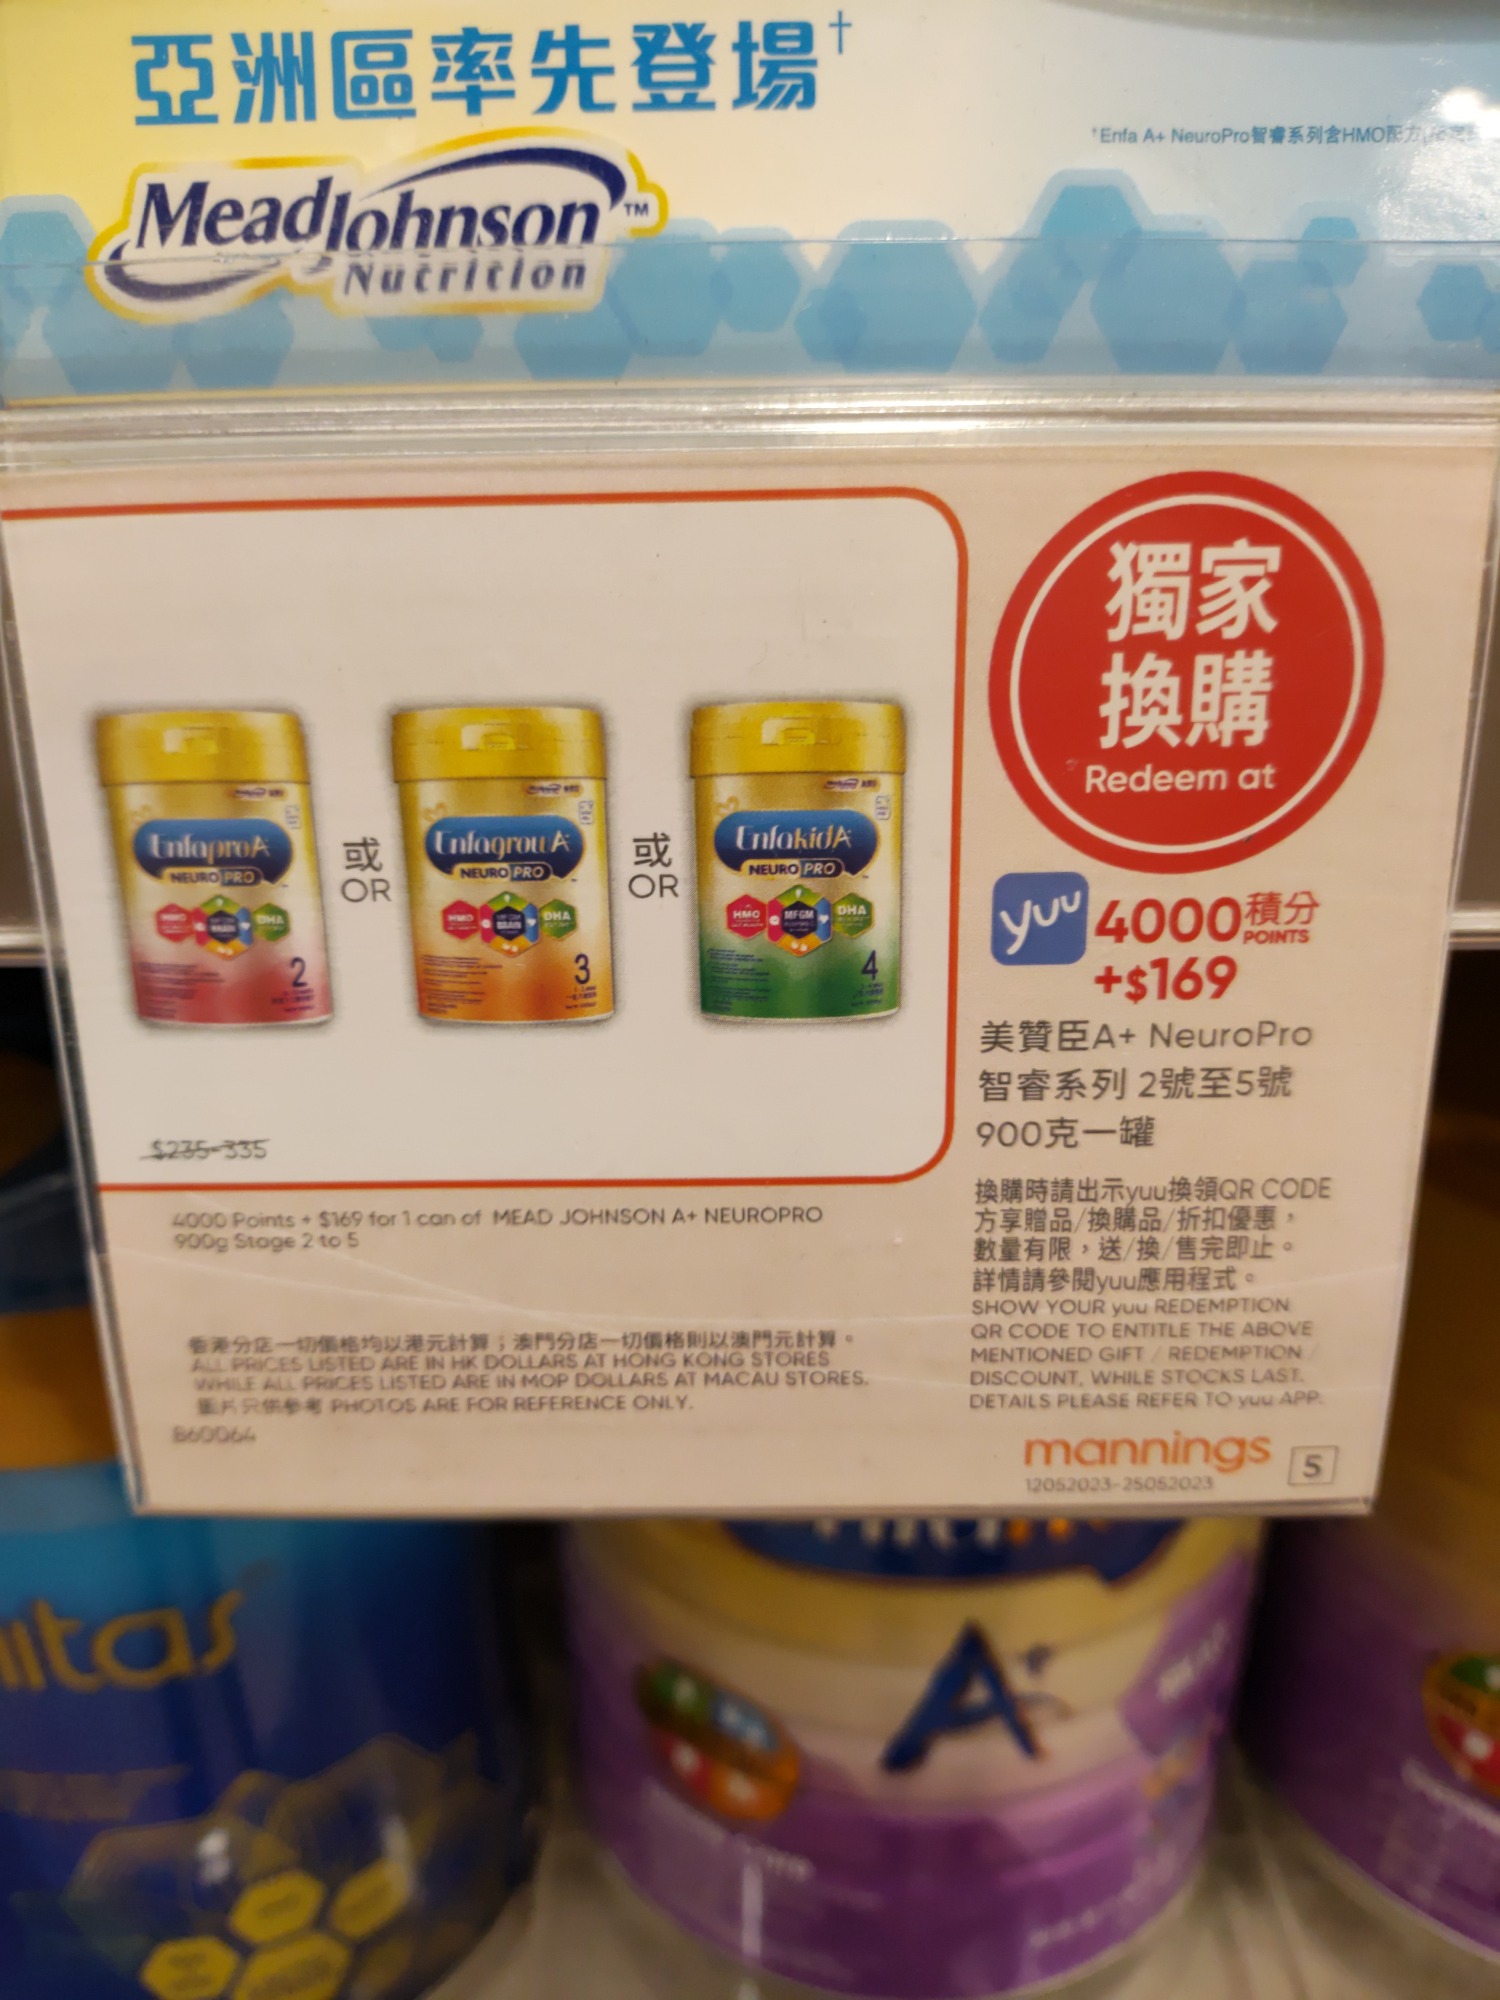 亞洲區率先登場†
MeadJohnson™
Nutrition
*Enfa A+ NeuroPro智睿系列含HMO配方
獨家
換購
Redeem at
yuu 4000積分
POINTS
+$169
美贊臣A+ NeuroPro
智睿系列 2號至5號
900克一罐
換購時請出示yuu換領QR CODE
方享贈品/換購品/折扣優惠，
數量有限，送/換/售完即止。
詳情請參閱yuu應用程式。
SHOW YOUR yuu REDEMPTION
QR CODE TO ENTITLE THE ABOVE
MENTIONED GIFT / REDEMPTION /
DISCOUNT, WHILE STOCKS LAST.
DETAILS PLEASE REFER TO yuu APP.
mannings 5
12052023-25052023
EnfaproA+
NEURO PRO
HMO
DHA
2
或
OR
EnfagrowA+
NEURO PRO
HMO
MFGM
BRAIN
DHA
3
或
OR
EnfakidA+
NEURO PRO
HMO
MFGM
DHA
4
$235-335
4000 Points + $169 for 1 can of MEAD JOHNSON A+ NEUROPRO
900g Stage 2 to 5
香港分店一切價格均以港元計算；澳門分店一切價格則以澳門元計算。
ALL PRICES LISTED ARE IN HK DOLLARS AT HONG KONG STORES
WHILE ALL PRICES LISTED ARE IN MOP DOLLARS AT MACAU STORES.
圖片只供參考 PHOTOS ARE FOR REFERENCE ONLY.
B60064
itas
A+